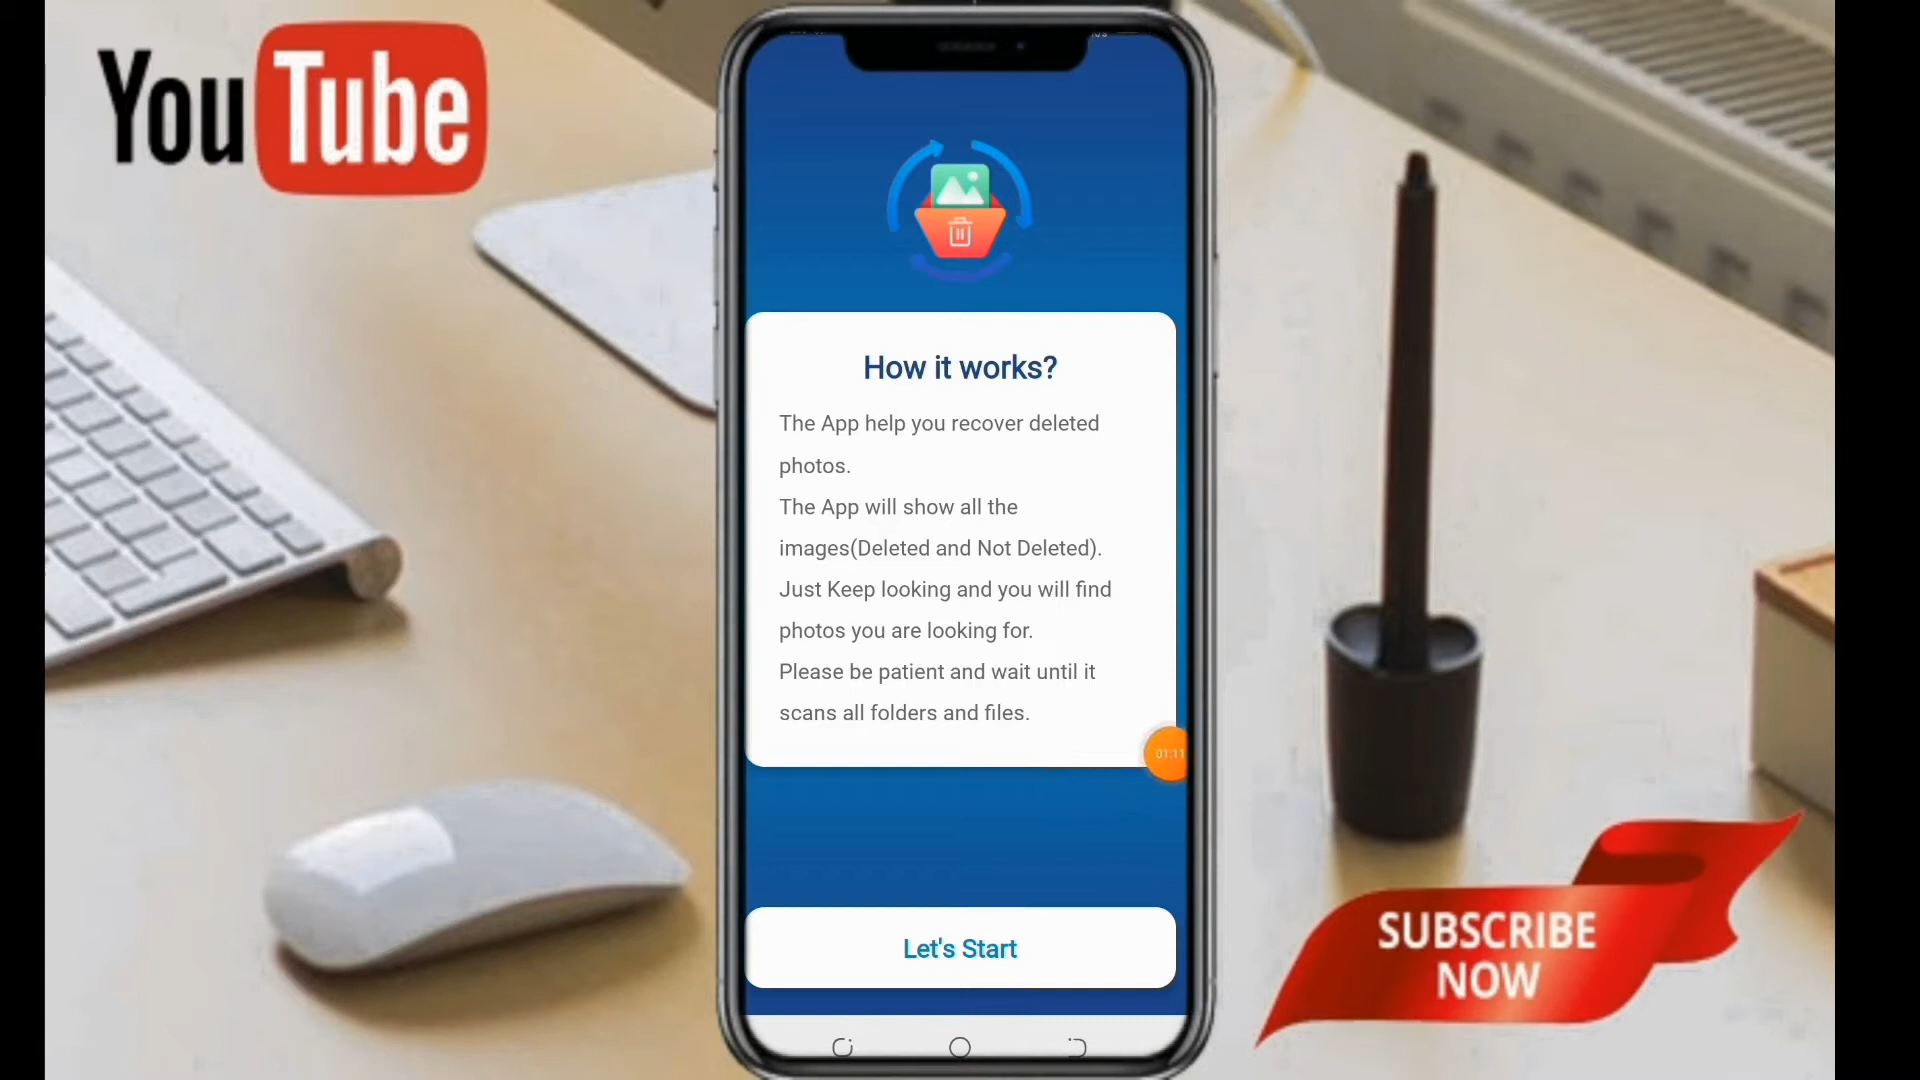 YouTube
How it works?
The App help you recover deleted
photos.
The App will show all the
images(Deleted and Not Deleted).
Just Keep looking and you will find
photos you are looking for.
Please be patient and wait until it
scans all folders and files.
01:11
Let's Start
SUBSCRIBE
NOW